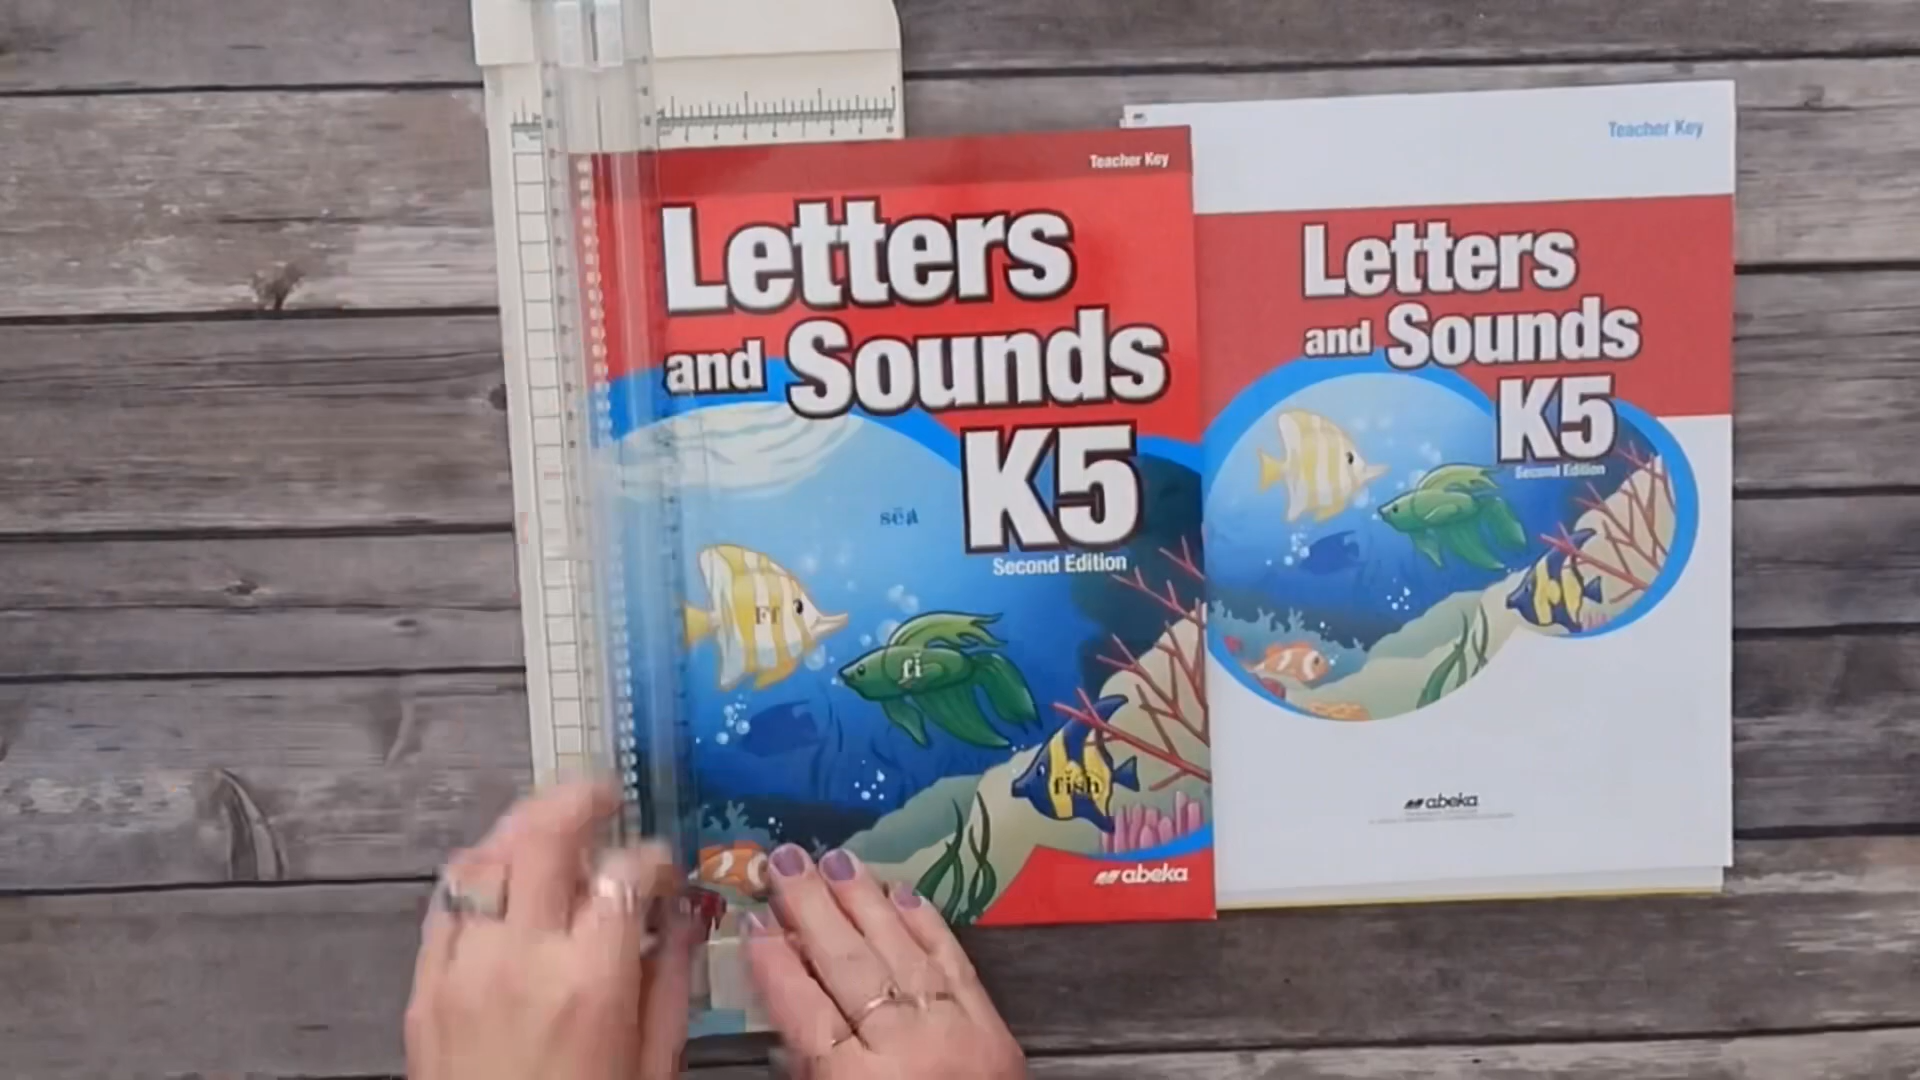 Teacher Key
Letters
and Sounds
K5
Second Edition
sēa
Ff
fi
fish
abeka
Teacher Key
Letters
and Sounds
K5
Second Edition
abeka